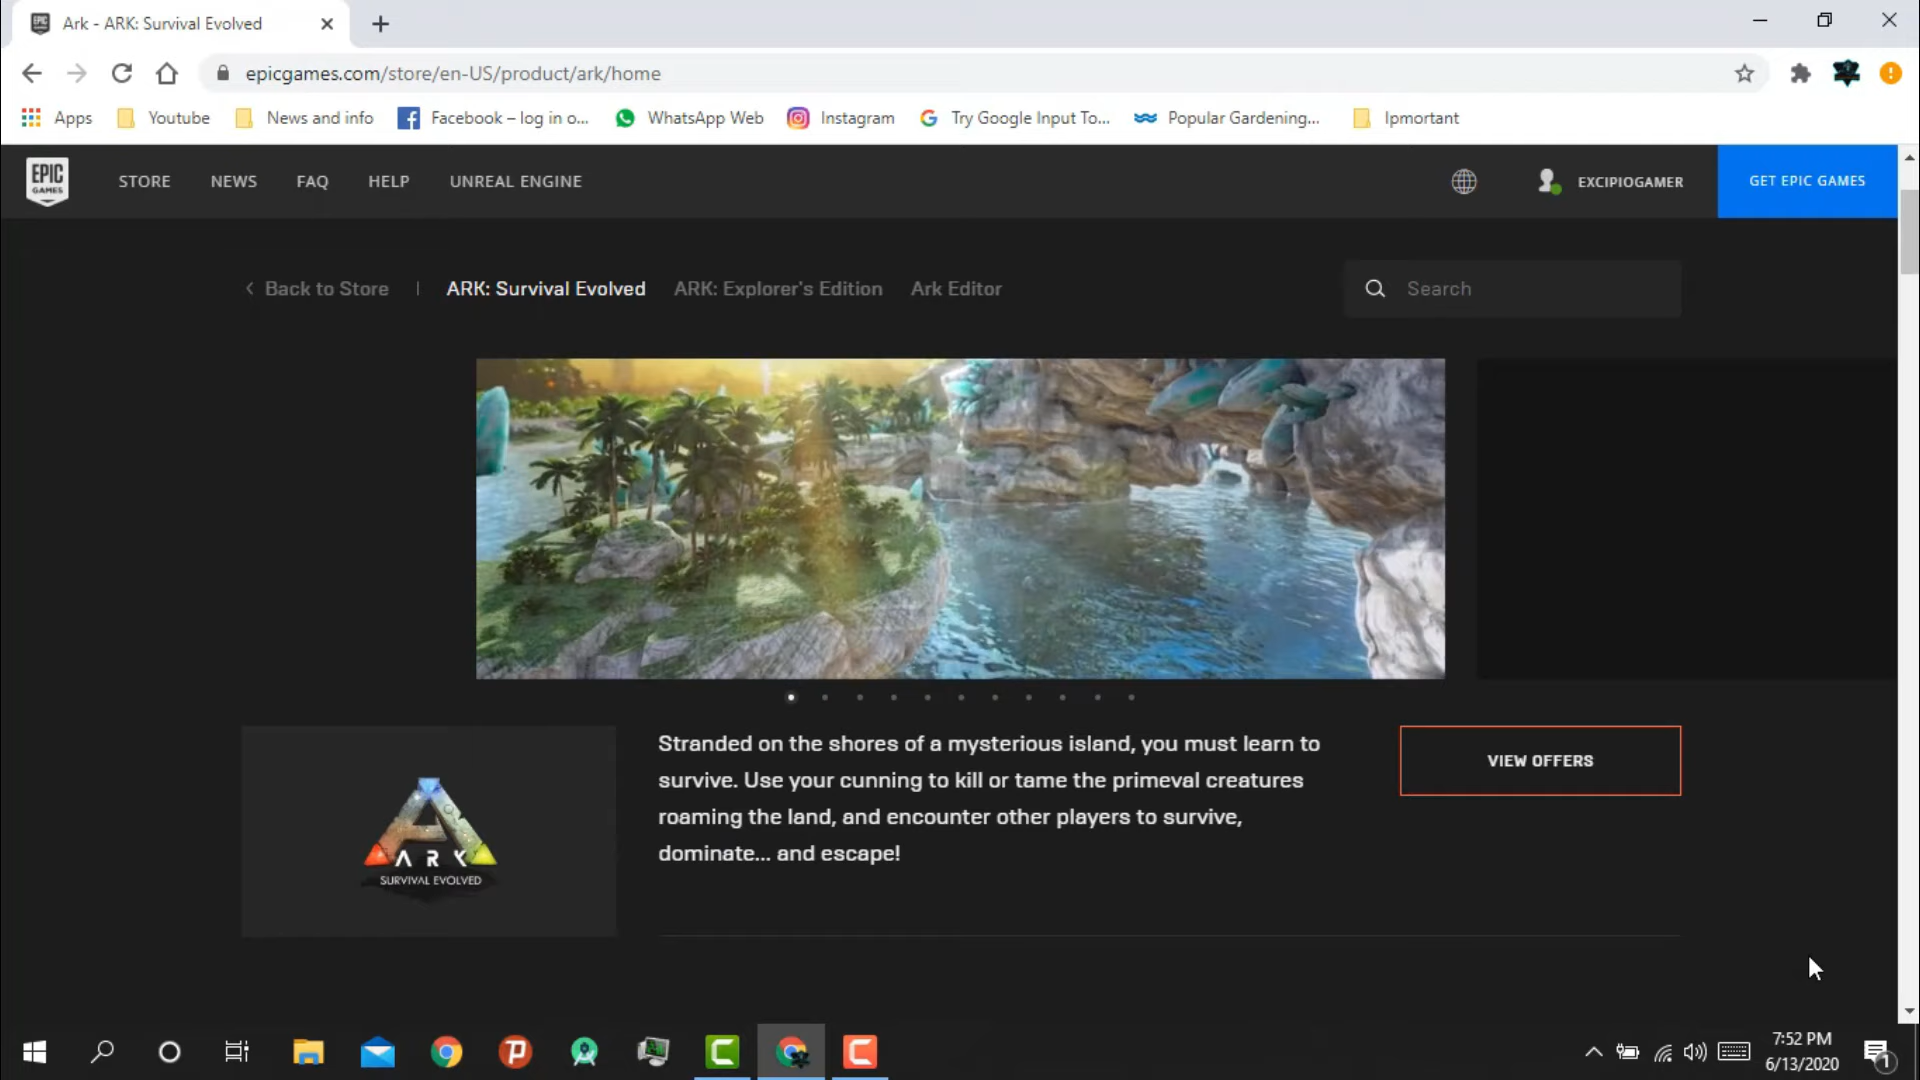 Ark - ARK: Survival Evolved
epicgames.com/store/en-US/product/ark/home
Apps Youtube News and info Facebook – log in o... WhatsApp Web Instagram Try Google Input To... Popular Gardening... Ipmortant
EPIC GAMES STORE NEWS FAQ HELP UNREAL ENGINE EXCIPIOGAMER GET EPIC GAMES
Back to Store ARK: Survival Evolved ARK: Explorer's Edition Ark Editor Search
Stranded on the shores of a mysterious island, you must learn to
survive. Use your cunning to kill or tame the primeval creatures
roaming the land, and encounter other players to survive,
dominate... and escape!
VIEW OFFERS
ARK
SURVIVAL EVOLVED
7:52 PM
6/13/2020
1